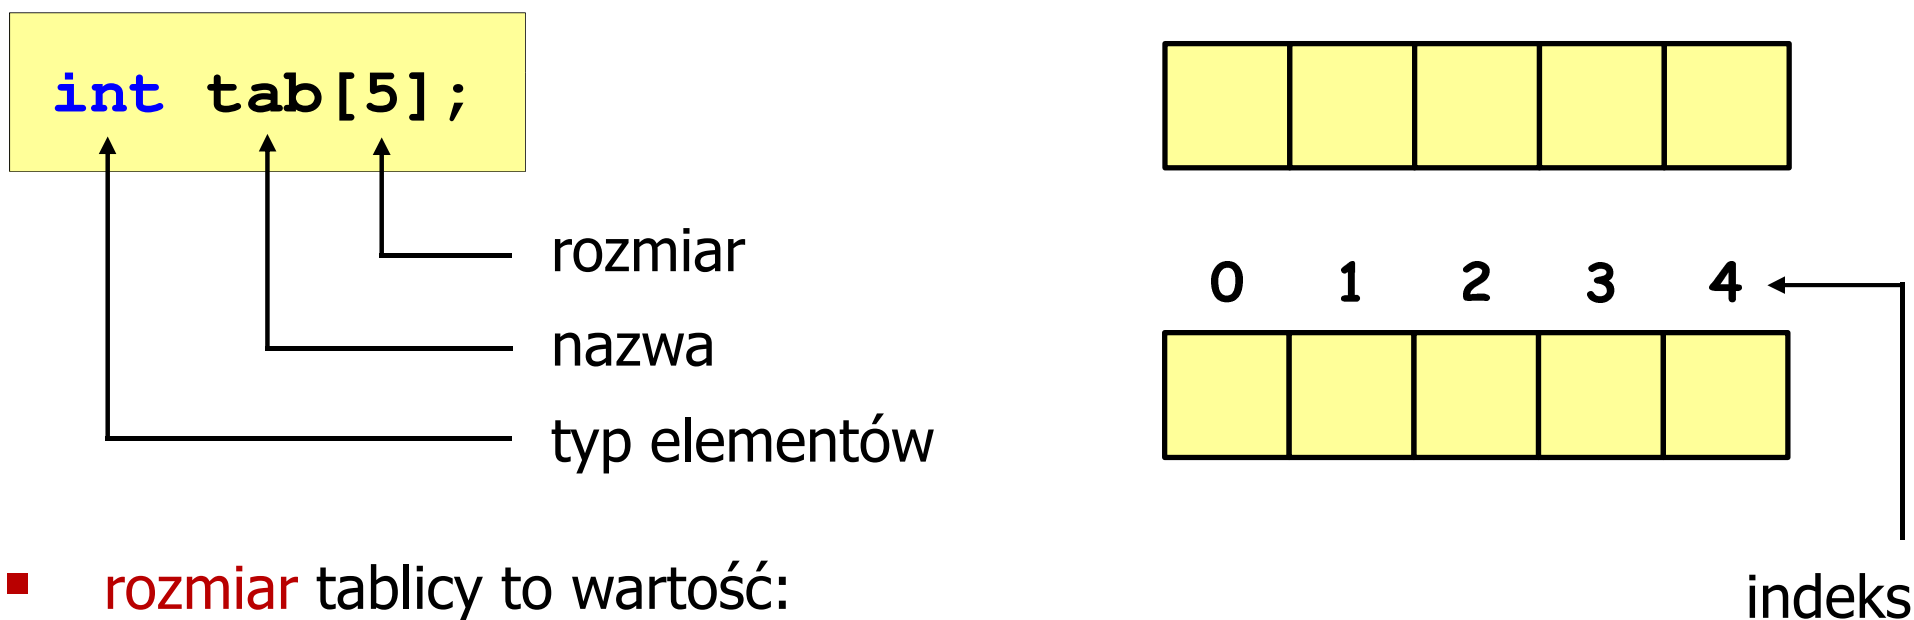 int tab[5];
rozmiar
nazwa
typ elementów
0 1 2 3 4
indeks
rozmiar tablicy to wartość: